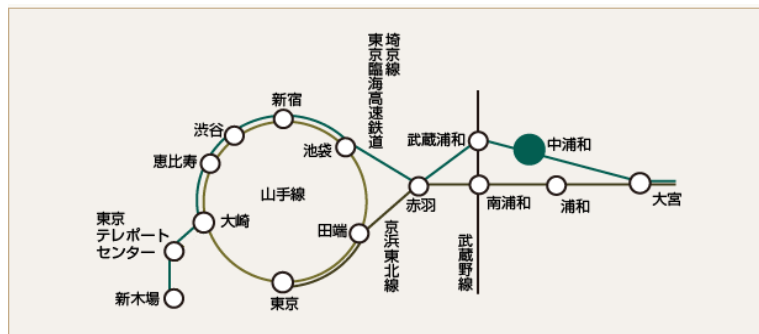 埼京線
東京臨海高速鉄道
新宿
渋谷
恵比寿
池袋
山手線
武蔵浦和
中浦和
赤羽
南浦和
浦和
大宮
大崎
田端
東京
テレポート
センター
京浜東北線
武蔵野線
新木場
東京